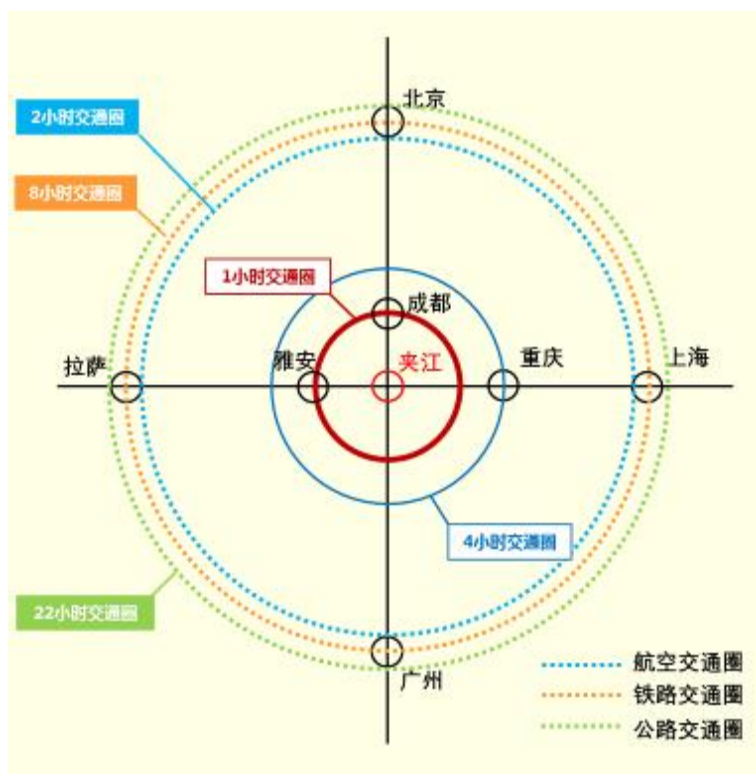 北京
2小时交通圈
8小时交通圈
1小时交通圈
成都
拉萨
雅安
夹江
重庆
上海
4小时交通圈
22小时交通圈
广州
航空交通圈
铁路交通圈
公路交通圈